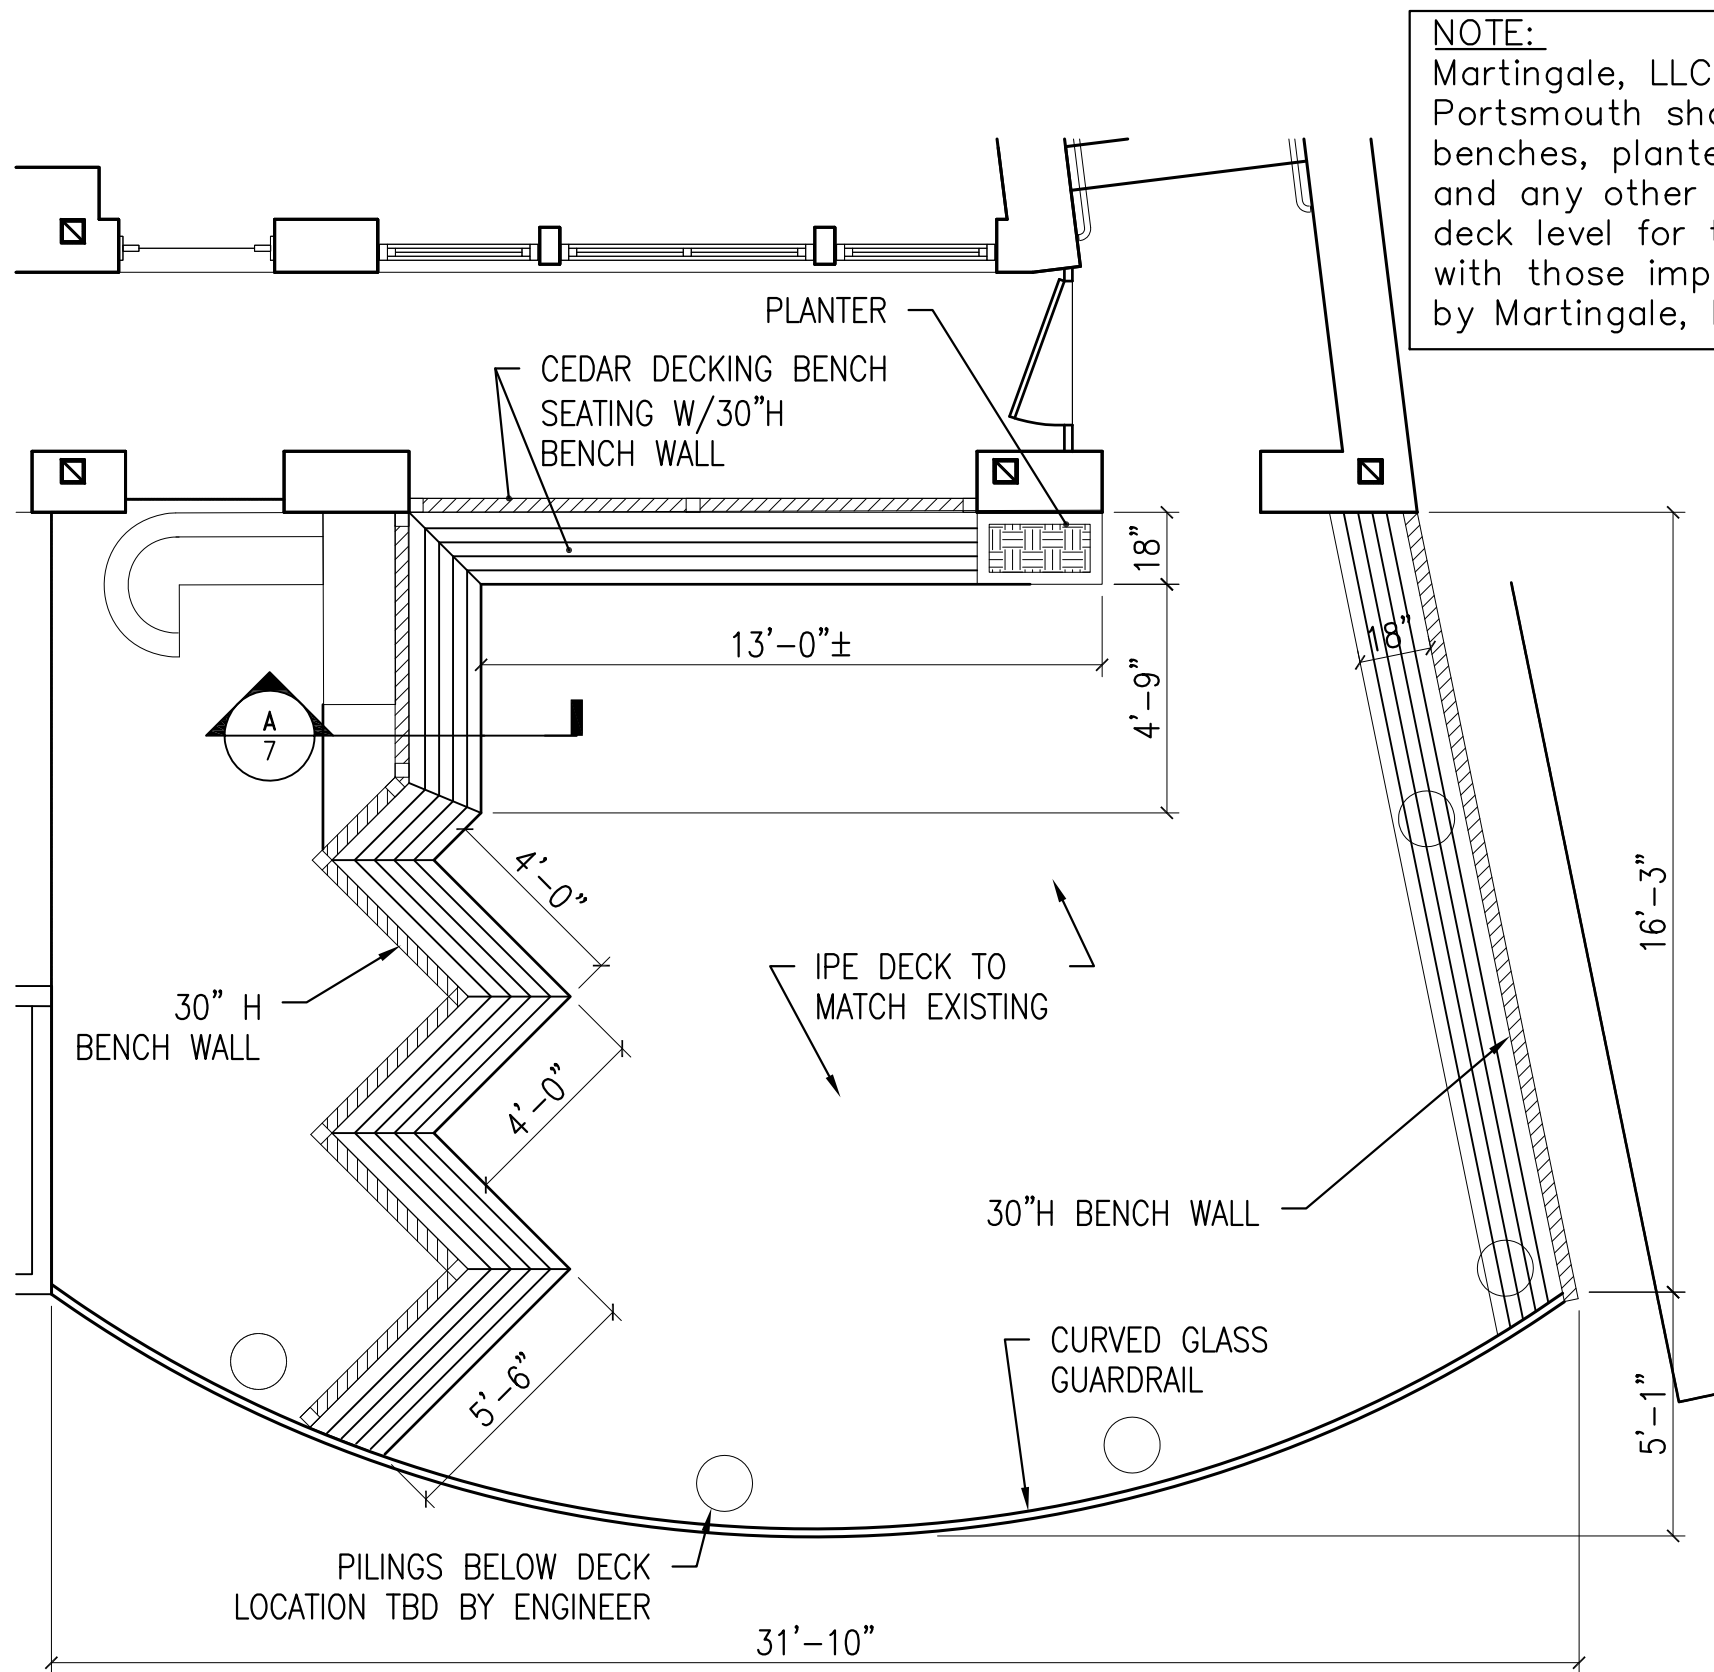 NOTE:
Martingale, LLC
Portsmouth
benches,
and any other
deck level for
with those
by Martingale,
PLANTER
CEDAR DECKING BENCH
SEATING W/30"H
BENCH WALL
18"
13'-0"±
18"
4'-9"
A
7
4'-0"
16'-3"
IPE DECK TO
MATCH EXISTING
30" H
BENCH WALL
4'-0"
30"H BENCH WALL
CURVED GLASS
GUARDRAIL
5'-6"
5'-1"
PILINGS BELOW DECK
LOCATION TBD BY ENGINEER
31'-10"